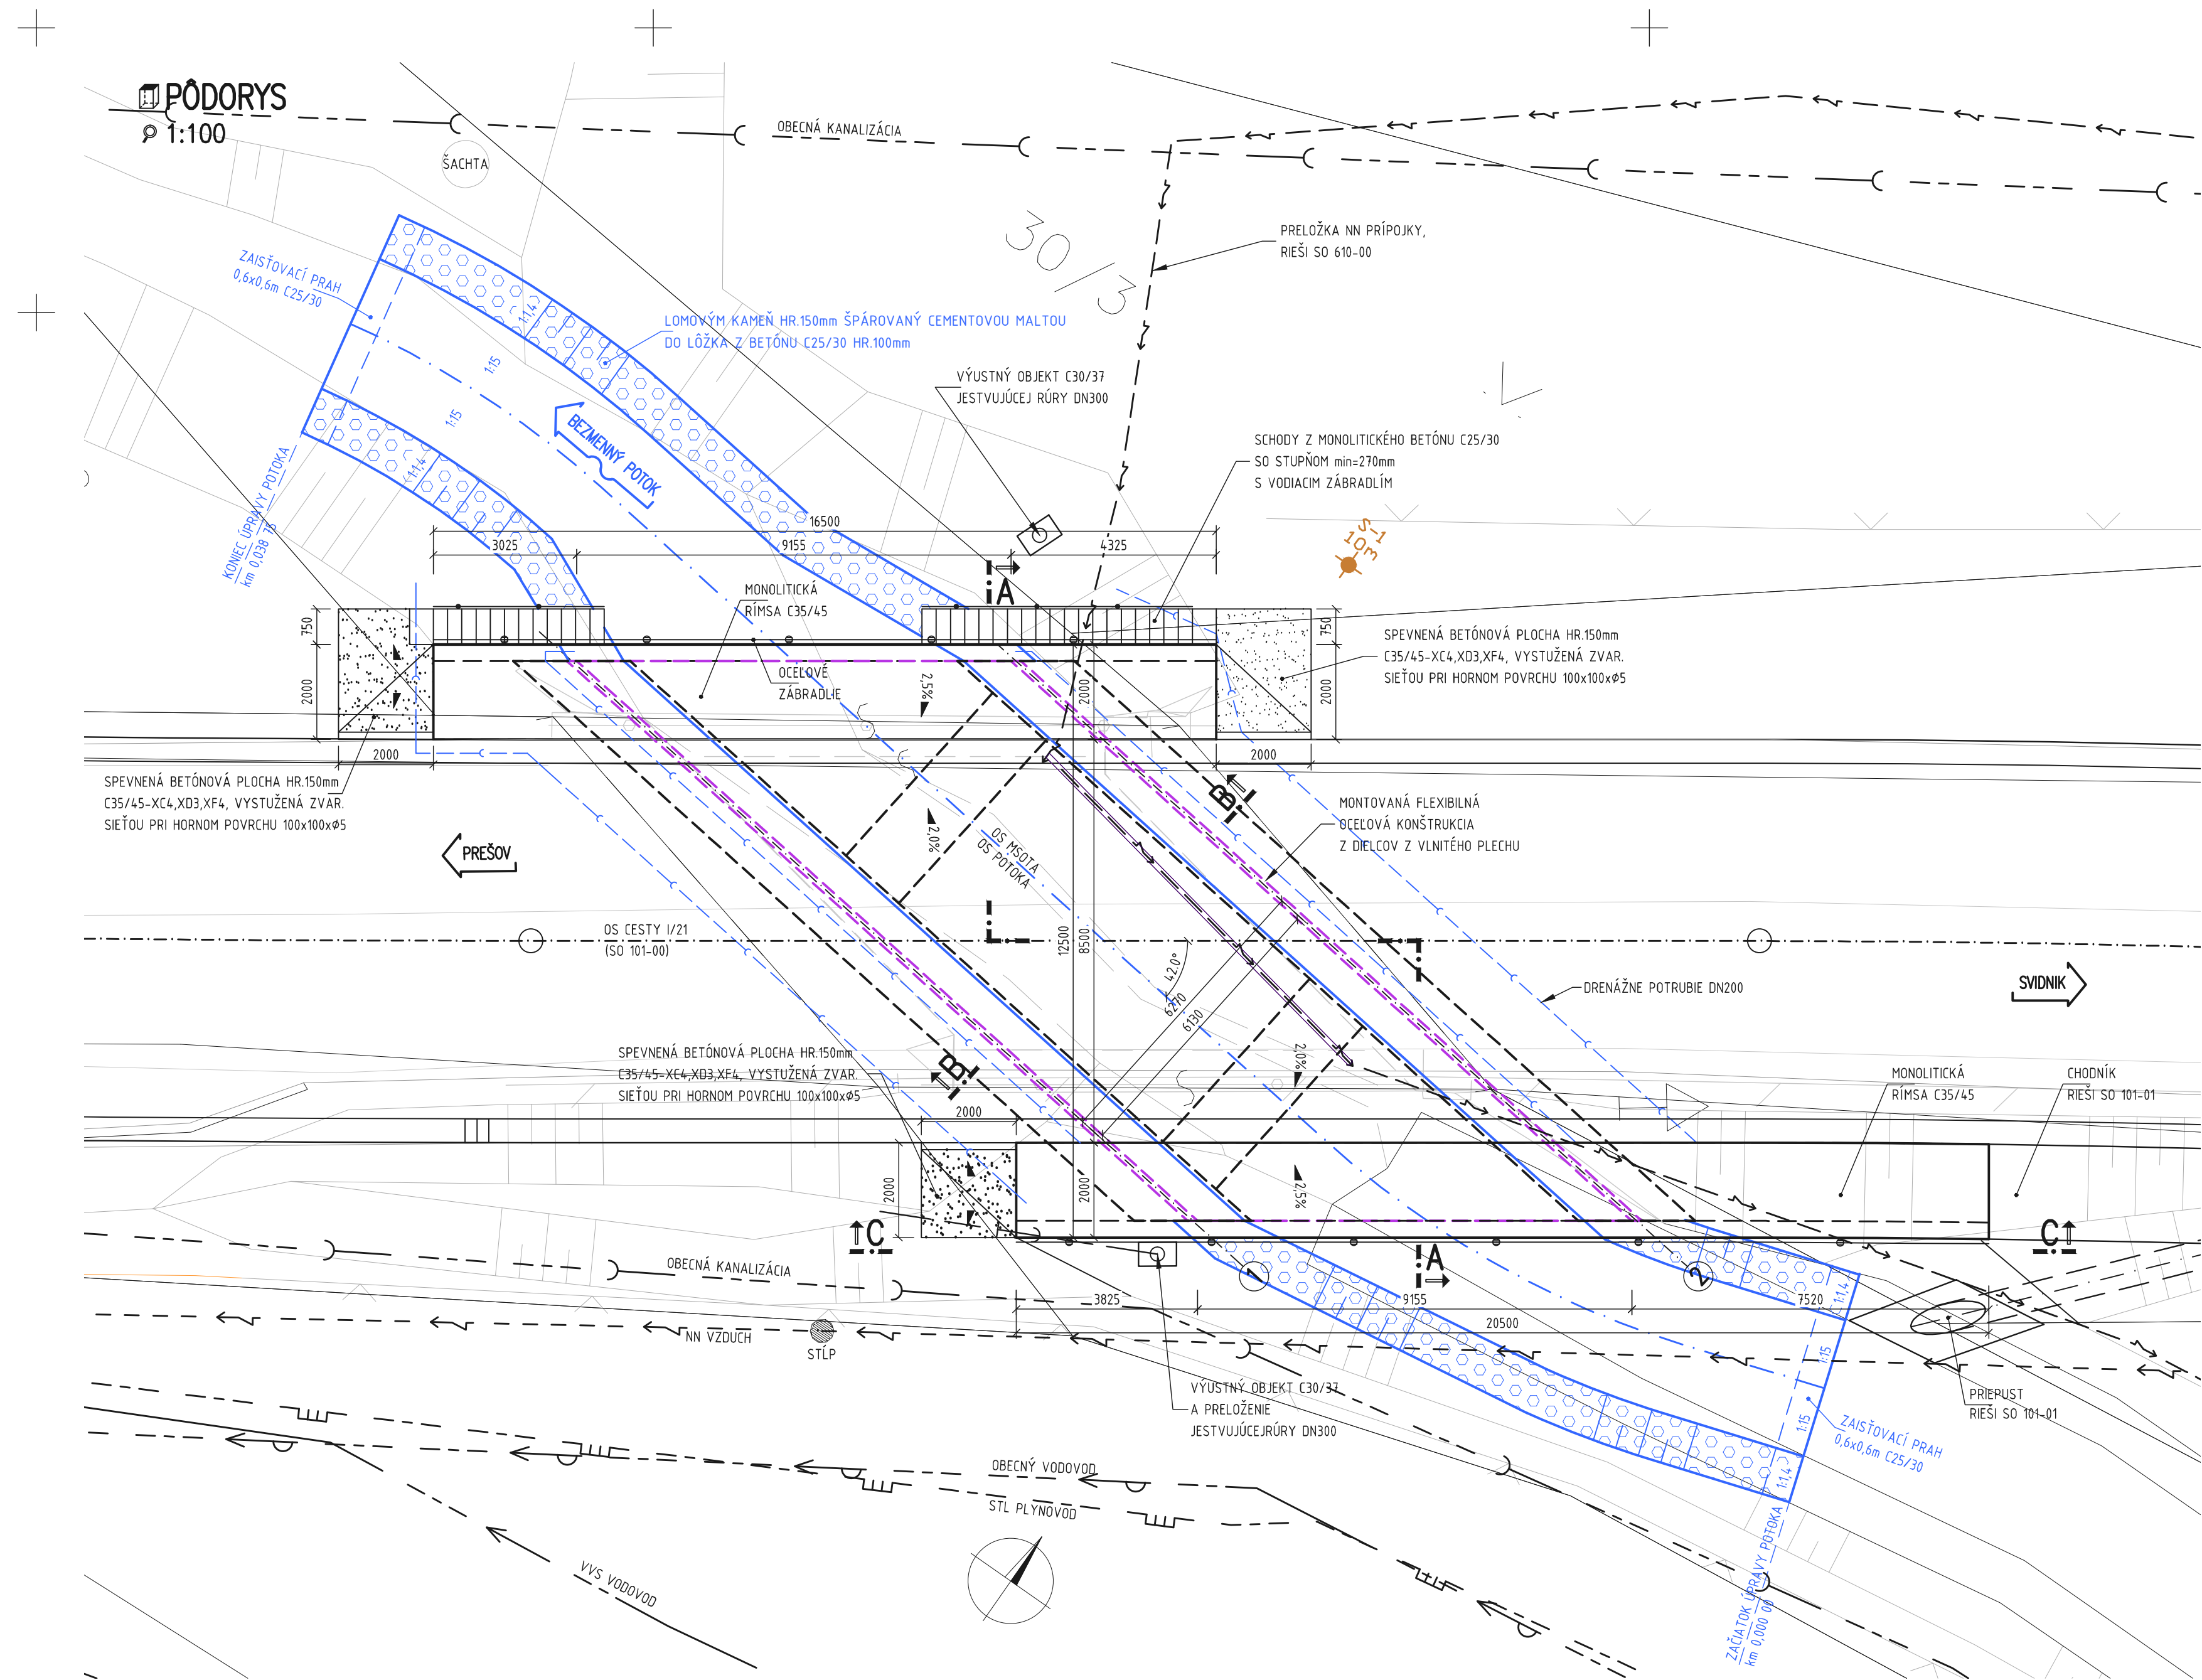 PÔDORYS
1:100
OBECNÁ KANALIZÁCIA
ŠACHTA
30/3
PRELOŽKA NN PRÍPOJKY,
RIEŠI SO 610-00
ZAISŤOVACÍ PRAH
0,6x0,6m C25/30
1:1,4
1:15
1:15
1:1,4
LOMOVÝM KAMEŇ HR.150mm ŠPÁROVANÝ CEMENTOVOU MALTOU
DO LÔŽKA Z BETÓNU C25/30 HR.100mm
BEZMENNÝ POTOK
VÝUSTNÝ OBJEKT C30/37
JESTVUJÚCEJ RÚRY DN300
SCHODY Z MONOLITICKÉHO BETÓNU C25/30
SO STUPŇOM min=270mm
S VODIACIM ZÁBRADLÍM
KONIEC ÚPRAVY POTOKA
km 0,038 75
S-1
10m
16500
3025
9155
4325
A
MONOLITICKÁ
RÍMSA C35/45
OCEĽOVÉ
ZÁBRADLIE
750
2000
2000
2,5%
2000
750
2000
2000
SPEVNENÁ BETÓNOVÁ PLOCHA HR.150mm
C35/45-XC4,XD3,XF4, VYSTUŽENÁ ZVAR.
SIEŤOU PRI HORNOM POVRCHU 100x100xø5
SPEVNENÁ BETÓNOVÁ PLOCHA HR.150mm
C35/45-XC4,XD3,XF4, VYSTUŽENÁ ZVAR.
SIEŤOU PRI HORNOM POVRCHU 100x100xø5
PREŠOV
2,0%
OS MSOTA
OS POTOKA
B
MONTOVANÁ FLEXIBILNÁ
OCEĽOVÁ KONŠTRUKCIA
Z DIELCOV Z VLNITÉHO PLECHU
OS CESTY I/21
(SO 101-00)
12500
8500
42.0°
6270
6130
DRENÁŽNE POTRUBIE DN200
SVIDNIK
SPEVNENÁ BETÓNOVÁ PLOCHA HR.150mm
C35/45-XC4,XD3,XF4, VYSTUŽENÁ ZVAR.
SIEŤOU PRI HORNOM POVRCHU 100x100xø5
B
2,0%
2000
2000
2000
2,5%
MONOLITICKÁ
RÍMSA C35/45
CHODNÍK
RIEŠI SO 101-01
C
A
C
1
2
OBECNÁ KANALIZÁCIA
3825
9155
7520
20500
NN VZDUCH
STĹP
VÝUSTNÝ OBJEKT C30/37
A PRELOŽENIE
JESTVUJÚCEJRÚRY DN300
1:1,4
1:15
1:15
1:1,4
PRIEPUST
RIEŠI SO 101-01
ZAISŤOVACÍ PRAH
0,6x0,6m C25/30
OBECNÝ VODOVOD
STL PLYNOVOD
VVS VODOVOD
ZAČIATOK ÚPRAVY POTOKA
km 0,000 00